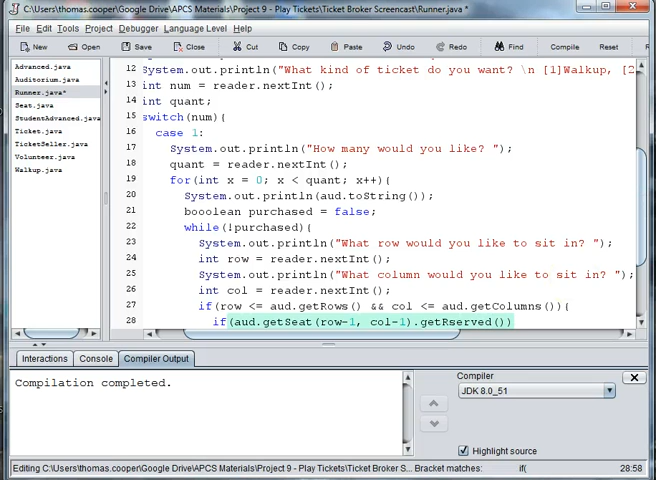 C:\Users\thomas.cooper\Google Drive\APCS Materials\Project 9 - Play Tickets\Ticket Broker Screencast\Runner.java *
File Edit Tools Project Debugger Language Level Help
New Open Save Close Cut Copy Paste Undo Redo Find Compile Reset
Advanced.java
Auditorium.java
Runner.java*
Seat.java
StudentAdvanced.java
Ticket.java
TicketSeller.java
Volunteer.java
Walkup.java
12 System.out.println("What kind of ticket do you want? \n [1]Walkup, [2
13 int num = reader.nextInt();
14 int quant;
15 switch(num){
16 case 1:
17 System.out.println("How many would you like? ");
18 quant = reader.nextInt();
19 for(int x = 0; x < quant; x++){
20 System.out.println(aud.toString());
21 booolean purchased = false;
22 while(!purchased){
23 System.out.println("What row would you like to sit in? ");
24 int row = reader.nextInt();
25 System.out.println("What column would you like to sit in? ");
26 int col = reader.nextInt();
27 if(row <= aud.getRows() && col <= aud.getColumns()){
28 if(aud.getSeat(row-1, col-1).getRserved())
Interactions Console Compiler Output
Compilation completed.
Compiler
JDK 8.0_51
Highlight source
Editing C:\Users\thomas.cooper\Google Drive\APCS Materials\Project 9 - Play Tickets\Ticket Broker S... Bracket matches: if( 28:58